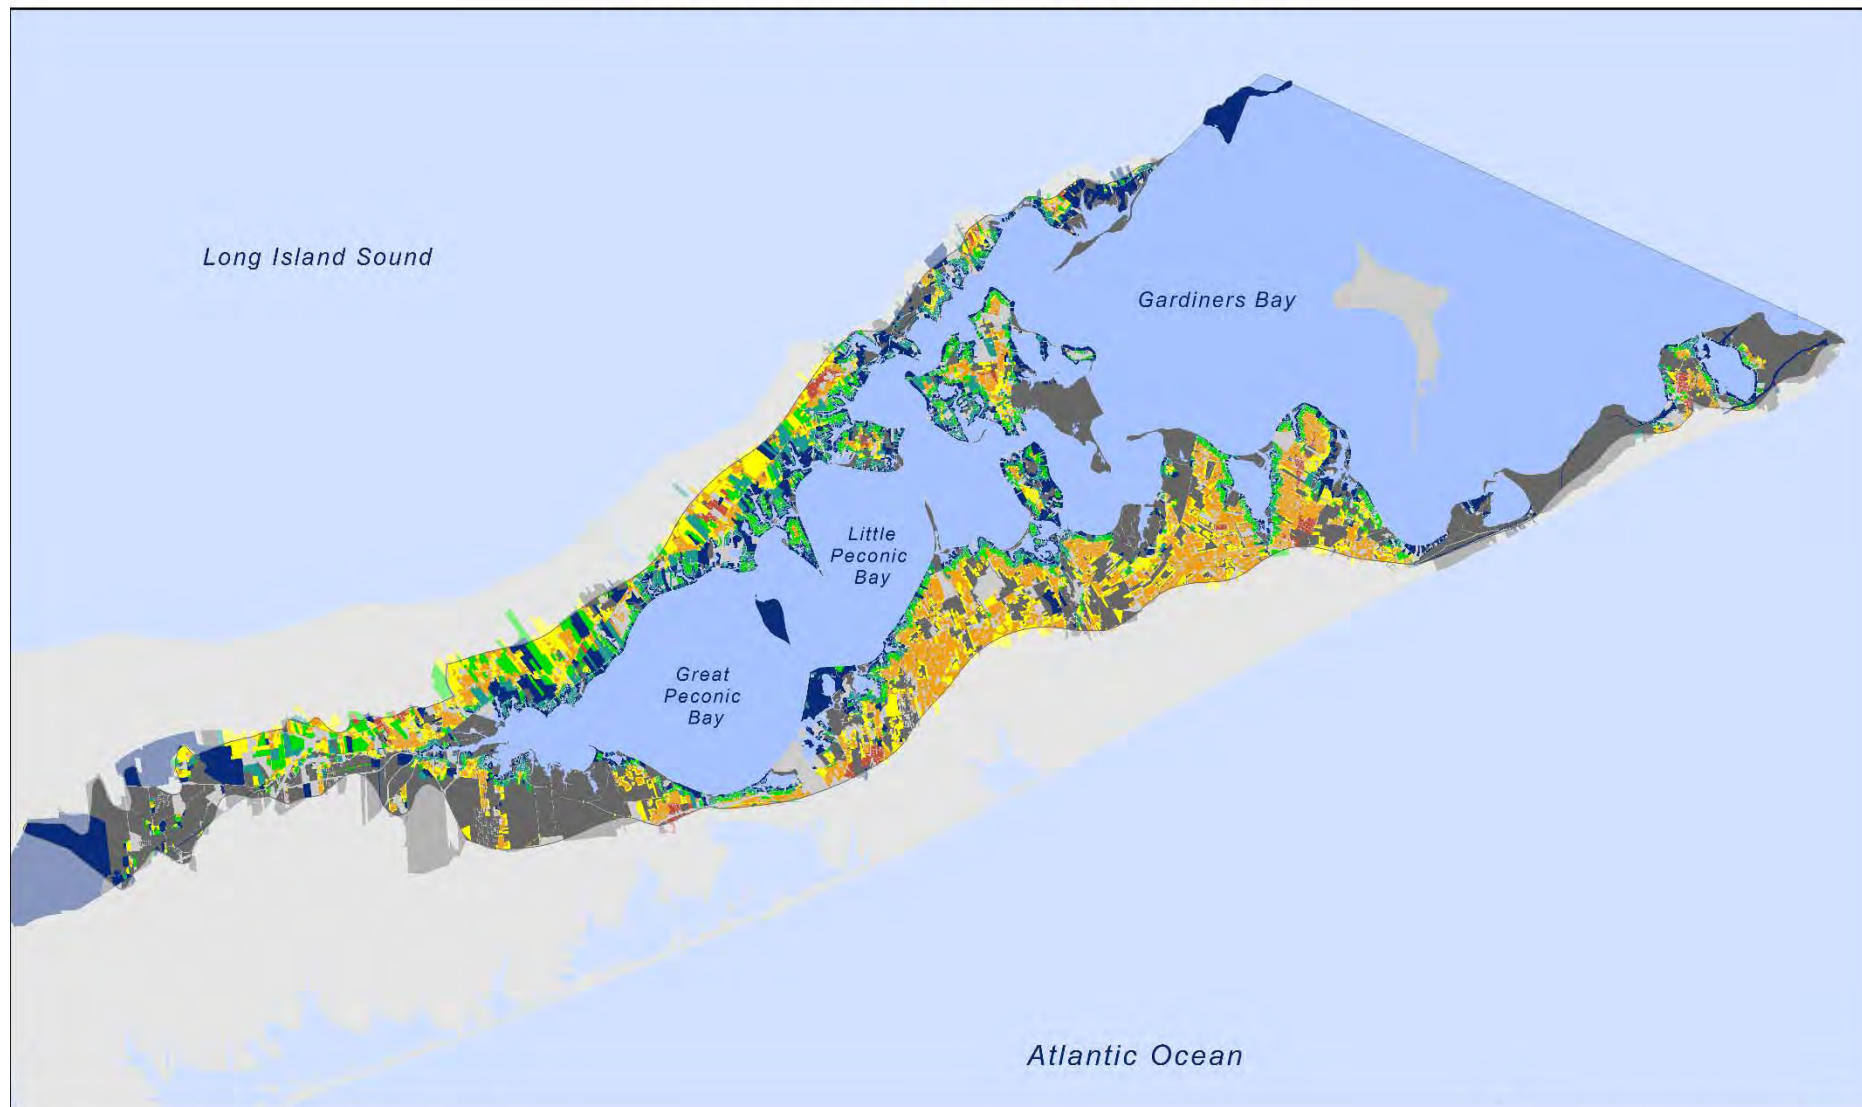 Long Island Sound
Gardiners Bay
Little
Peconic
Bay
Great
Peconic
Bay
Atlantic Ocean